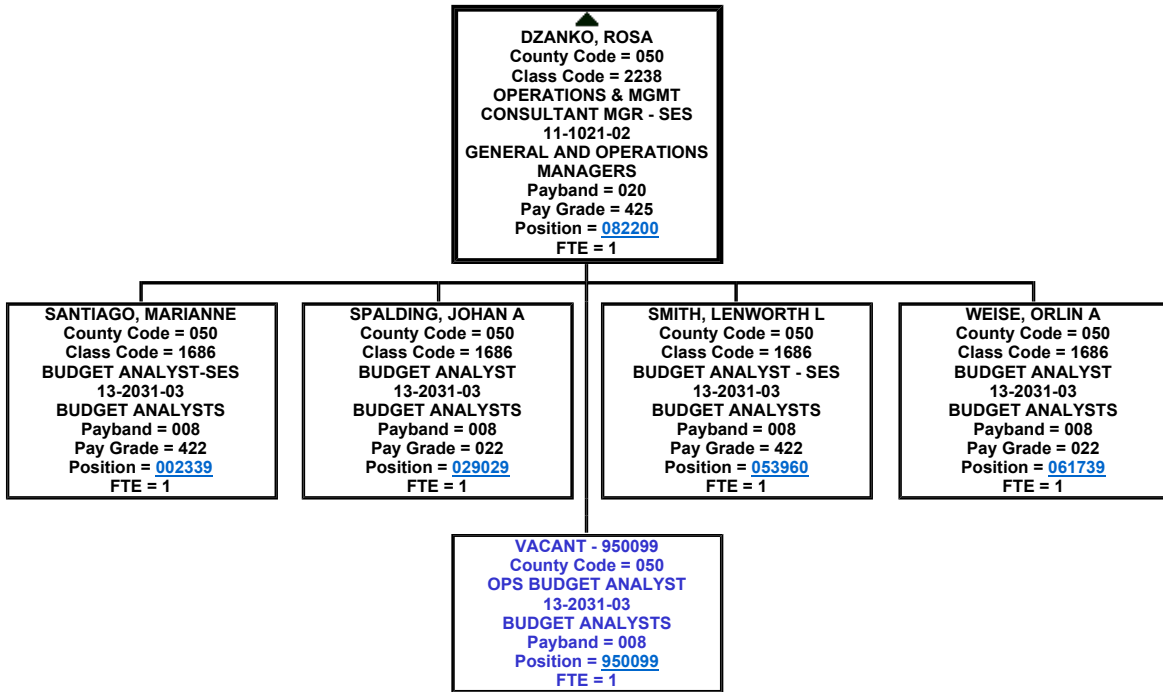 DZANKO, ROSA
County Code = 050
Class Code = 2238
OPERATIONS & MGMT
CONSULTANT MGR - SES
11-1021-02
GENERAL AND OPERATIONS
MANAGERS
Payband = 020
Pay Grade = 425
Position = 082200
FTE = 1
SANTIAGO, MARIANNE
County Code = 050
Class Code = 1686
BUDGET ANALYST-SES
13-2031-03
BUDGET ANALYSTS
Payband = 008
Pay Grade = 422
Position = 002339
FTE = 1
SPALDING, JOHAN A
County Code = 050
Class Code = 1686
BUDGET ANALYST
13-2031-03
BUDGET ANALYSTS
Payband = 008
Pay Grade = 022
Position = 029029
FTE = 1
SMITH, LENWORTH L
County Code = 050
Class Code = 1686
BUDGET ANALYST - SES
13-2031-03
BUDGET ANALYSTS
Payband = 008
Pay Grade = 422
Position = 053960
FTE = 1
WEISE, ORLIN A
County Code = 050
Class Code = 1686
BUDGET ANALYST
13-2031-03
BUDGET ANALYSTS
Payband = 008
Pay Grade = 022
Position = 061739
FTE = 1
VACANT - 950099
County Code = 050
OPS BUDGET ANALYST
13-2031-03
BUDGET ANALYSTS
Payband = 008
Position = 950099
FTE = 1